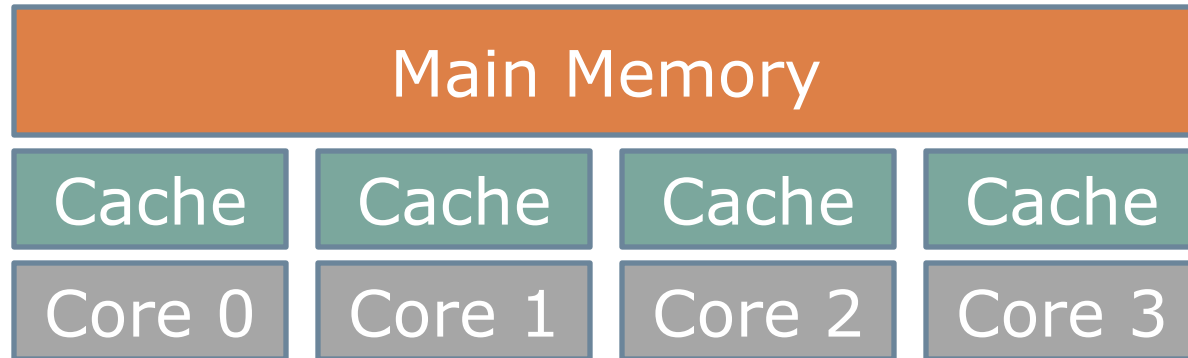 Main Memory
Cache Cache Cache Cache
Core 0 Core 1 Core 2 Core 3